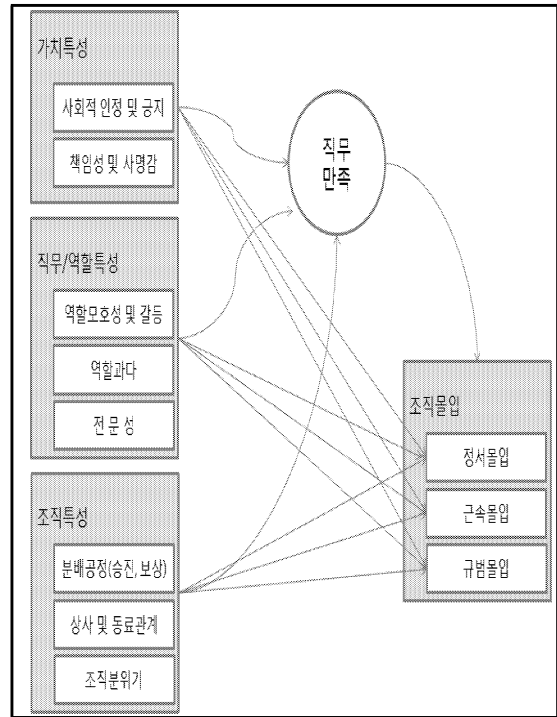 가치특성
사회적 인정 및 긍지
책임성 및 사명감
직무
만족
직무/역할특성
역할모호성 및 갈등
역할과다
전문성
조직몰입
정서몰입
근속몰입
규범몰입
조직특성
분배공정(승진, 보상)
상사 및 동료관계
조직분위기